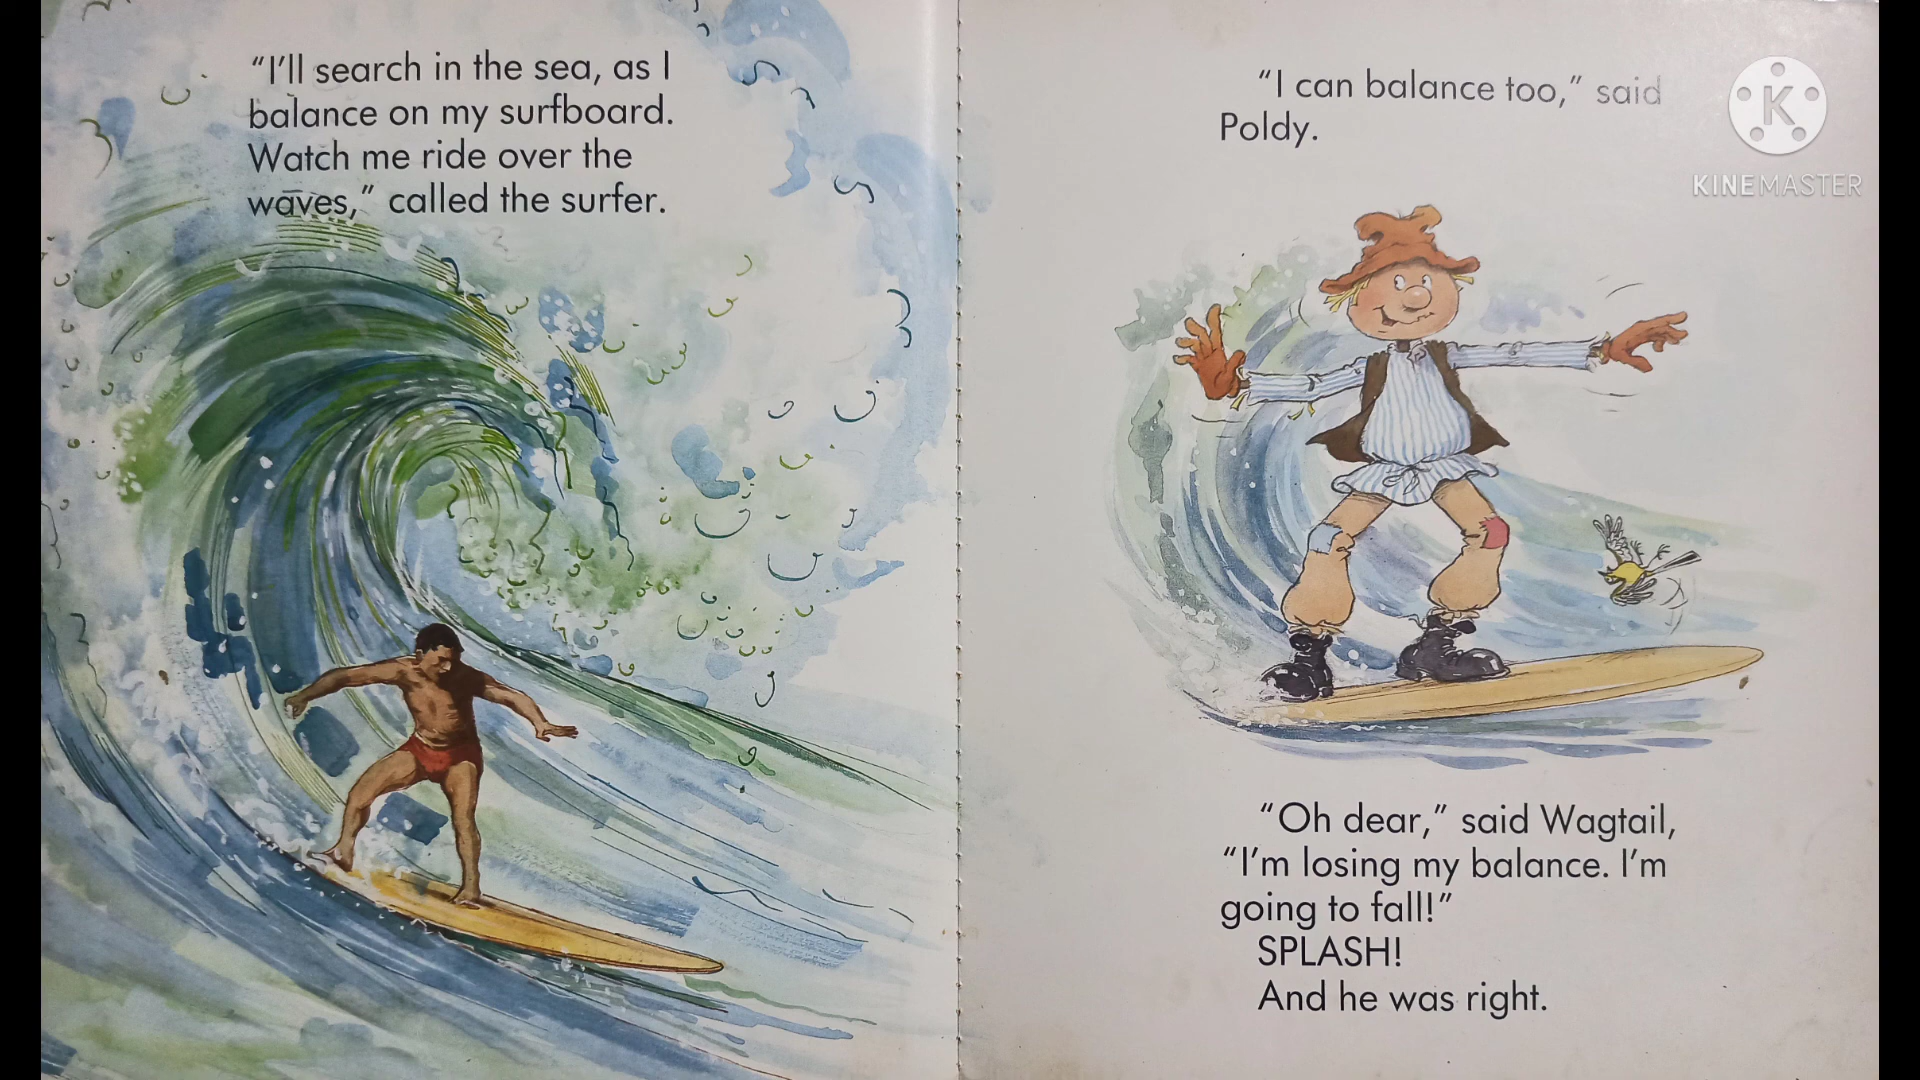 “I’ll search in the sea, as I
balance on my surfboard.
Watch me ride over the
waves,” called the surfer.
“I can balance too,” said
Poldy.
KINEMASTER
“Oh dear,” said Wagtail,
“I’m losing my balance. I’m
going to fall!”
SPLASH!
And he was right.